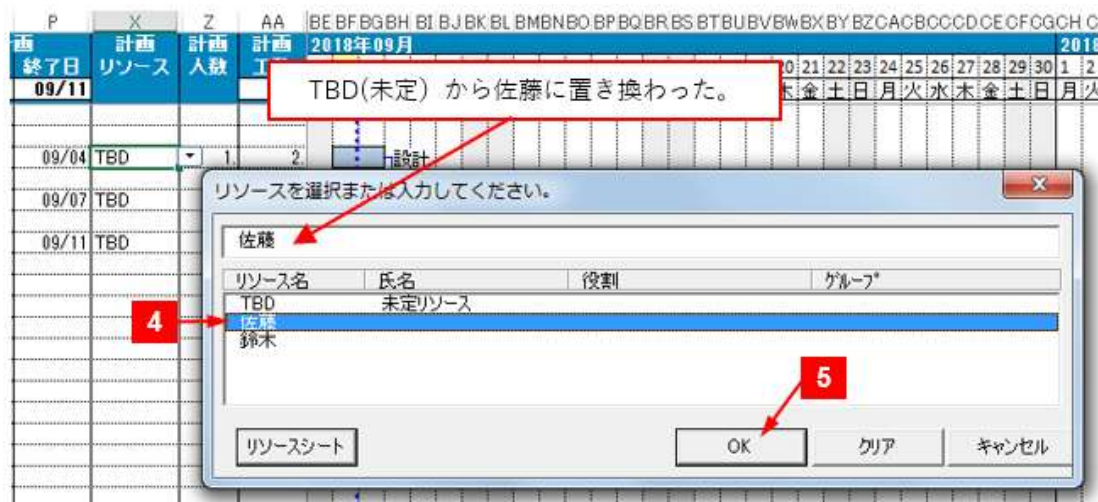 P X Z AA BE BF BG BH BI BJ BK BL BM BN BO BP BQ BR BS BT BU BV BW BX BY BZ CA CB CC CD CE CF CG CH C
画 計画 計画 計画 2018年09月 2018
終了日 リソース 人数 20 21 22 23 24 25 26 27 28 29 30 1 2
09/11 金 土 日 月 火 水 木 金 土 日 月 火
TBD(未定) から佐藤に置き換わった。
09/04 TBD 1. 2. 設計
リソースを選択または入力してください。
09/07 TBD
佐藤
09/11 TBD
リソース名 氏名 役割 グループ
TBD 未定リソース
4
佐藤
鈴木
5
リソースシート OK クリア キャンセル